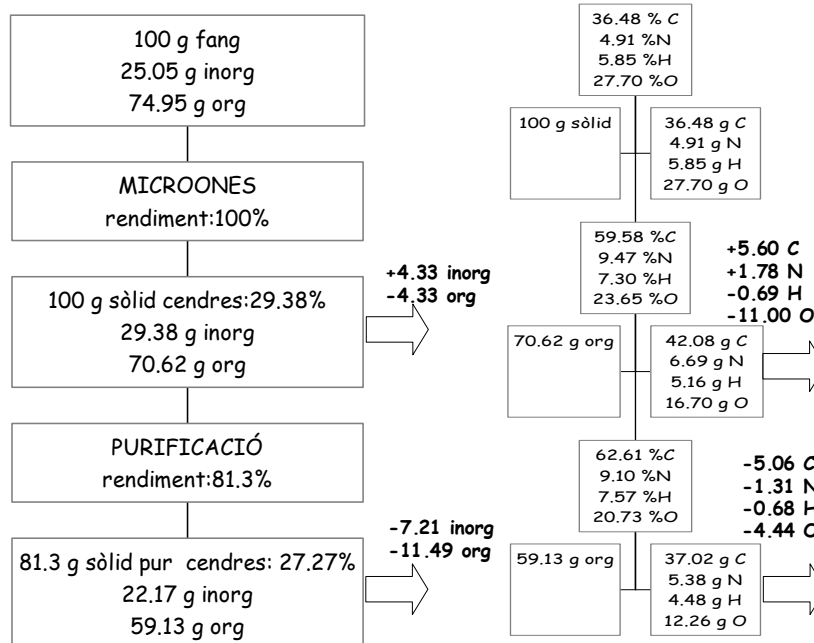 100 g fang
25.05 g inorg
74.95 g org
MICROONES
rendiment:100%
100 g sòlid cendres:29.38%
29.38 g inorg
70.62 g org
+4.33 inorg
-4.33 org
PURIFICACIÓ
rendiment:81.3%
81.3 g sòlid pur cendres: 27.27%
22.17 g inorg
59.13 g org
-7.21 inorg
-11.49 org
36.48 % C
4.91 %N
5.85 %H
27.70 %O
100 g sòlid
36.48 g C
4.91 g N
5.85 g H
27.70 g O
59.58 %C
9.47 %N
7.30 %H
23.65 %O
+5.60 C
+1.78 N
-0.69 H
-11.00 O
70.62 g org
42.08 g C
6.69 g N
5.16 g H
16.70 g O
62.61 %C
9.10 %N
7.57 %H
20.73 %O
-5.06 C
-1.31 N
-0.68 H
-4.44 O
59.13 g org
37.02 g C
5.38 g N
4.48 g H
12.26 g O